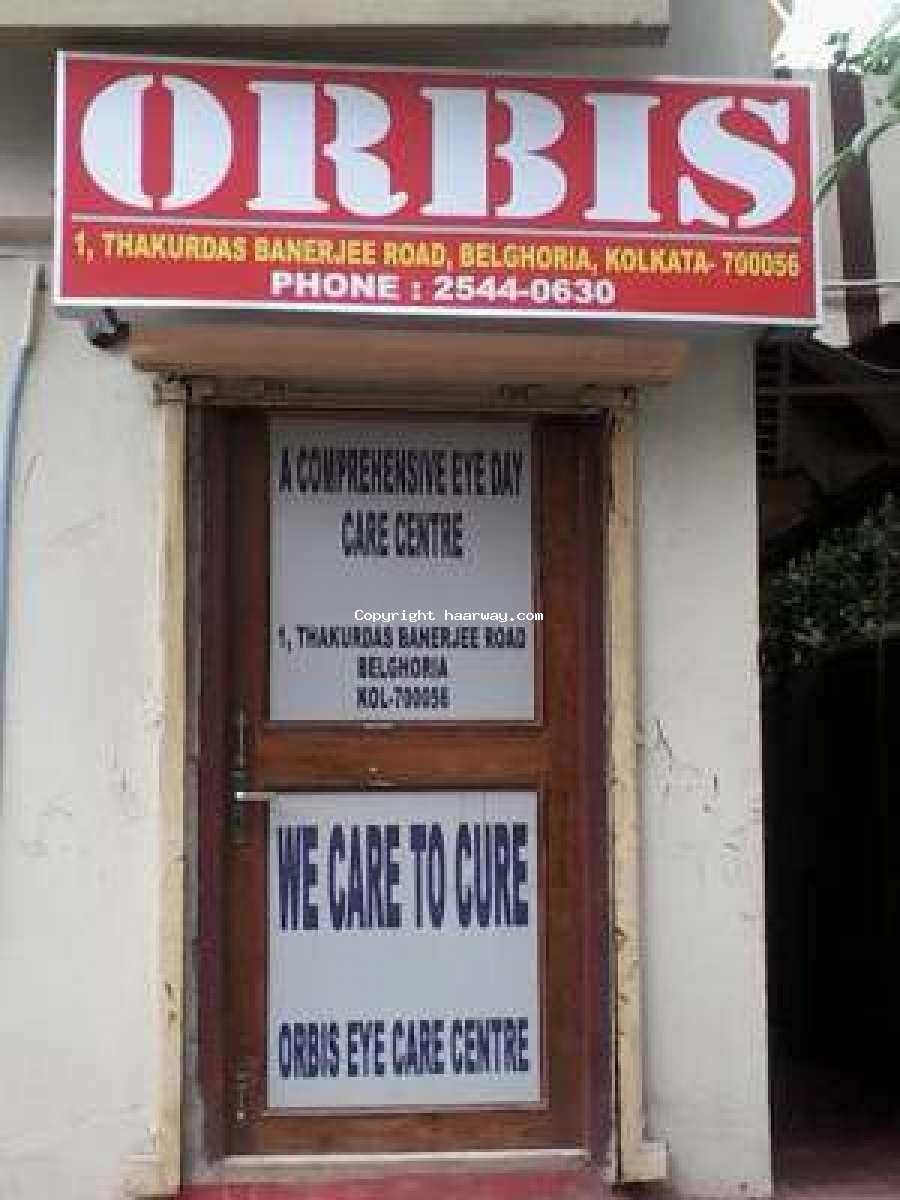 ORBIS
1, THAKURDAS BANERJEE ROAD, BELGHORIA, KOLKATA- 700056
PHONE : 2544-0630
A COMPREHENSIVE EYE DAY
CARE CENTRE
Copyright haarway.com
1, THAKURDAS BANERJEE ROAD
BELGHORIA
KOL-700056
WE CARE TO CURE
ORBIS EYE CARE CENTRE